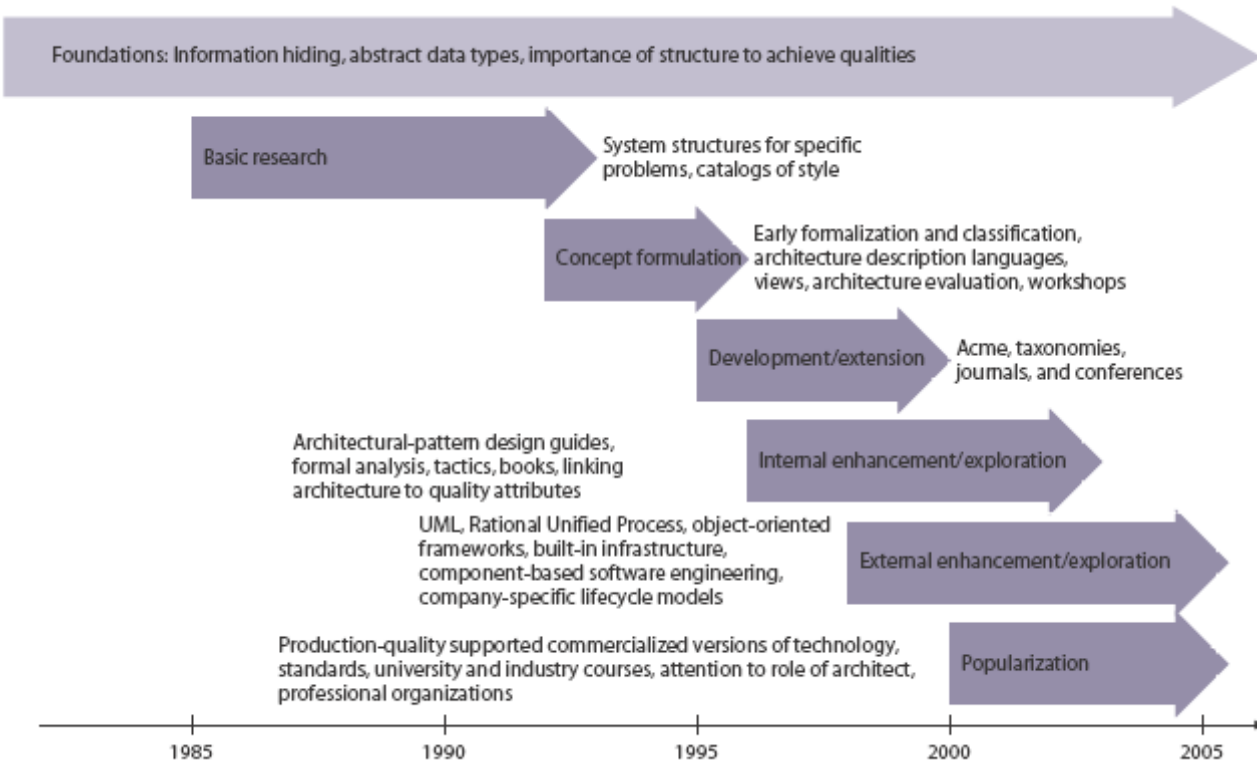 Foundations: Information hiding, abstract data types, importance of structure to achieve qualities
Basic research
System structures for specific
problems, catalogs of style
Concept formulation
Early formalization and classification,
architecture description languages,
views, architecture evaluation, workshops
Development/extension
Acme, taxonomies,
journals, and conferences
Architectural-pattern design guides,
formal analysis, tactics, books, linking
architecture to quality attributes
Internal enhancement/exploration
UML, Rational Unified Process, object-oriented
frameworks, built-in infrastructure,
component-based software engineering,
company-specific lifecycle models
External enhancement/exploration
Production-quality supported commercialized versions of technology,
standards, university and industry courses, attention to role of architect,
professional organizations
Popularization
1985 1990 1995 2000 2005